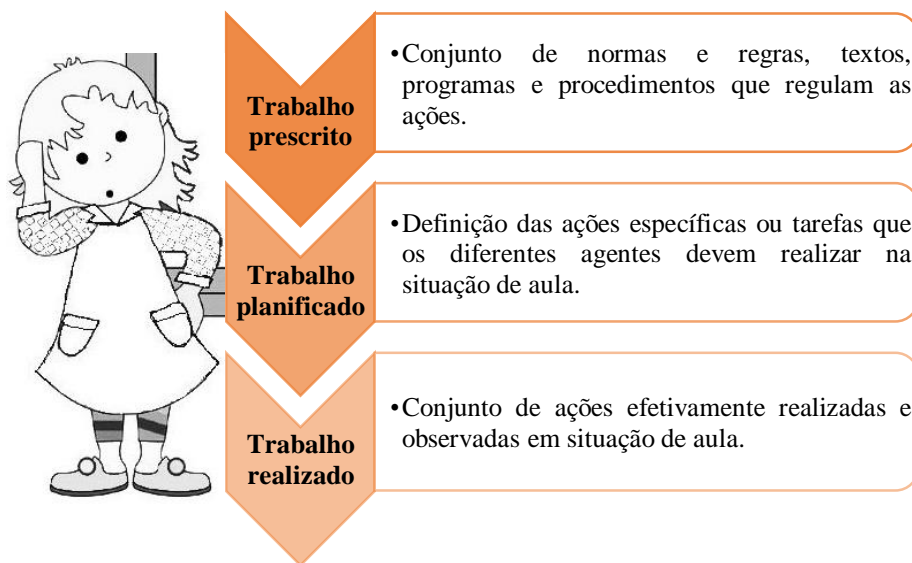 Trabalho
prescrito
•Conjunto de normas e regras, textos,
programas e procedimentos que regulam as
ações.
Trabalho
planificado
•Definição das ações específicas ou tarefas que
os diferentes agentes devem realizar na
situação de aula.
Trabalho
realizado
•Conjunto de ações efetivamente realizadas e
observadas em situação de aula.